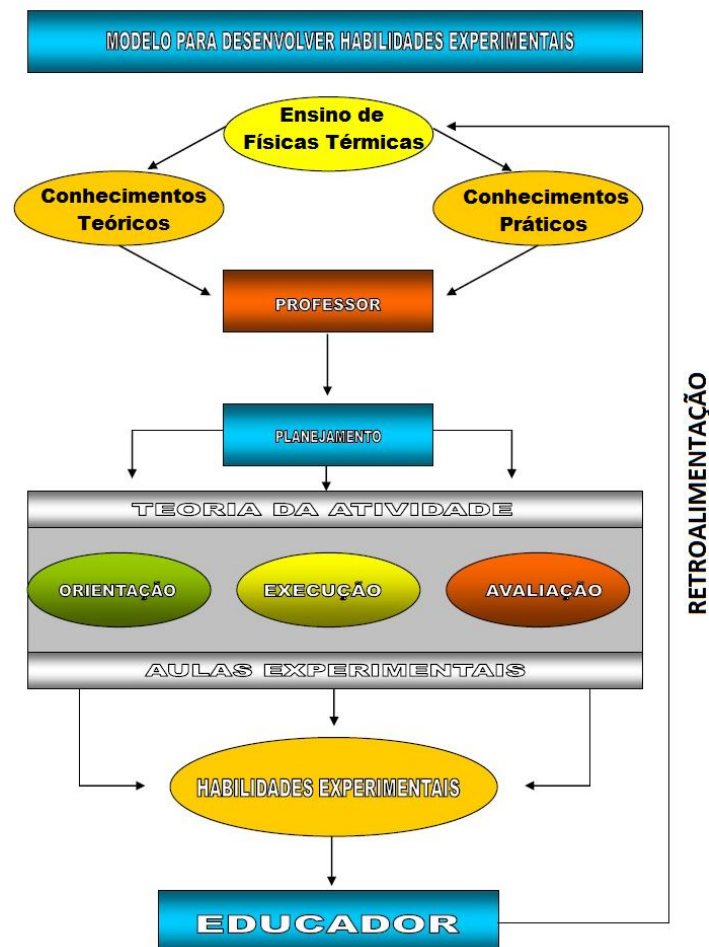 MODELO PARA DESENVOLVER HABILIDADES EXPERIMENTAIS
Ensino de
Físicas Térmicas
Conhecimentos
Teóricos
Conhecimentos
Práticos
PROFESSOR
PLANEJAMENTO
TEORIA DA ATIVIDADE
ORIENTAÇÃO
EXECUÇÃO
AVALIAÇÃO
AULAS EXPERIMENTAIS
HABILIDADES EXPERIMENTAIS
EDUCADOR
RETROALIMENTAÇÃO